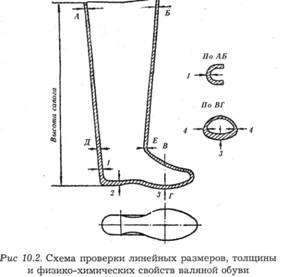 А
Б
По АБ
1
По ВГ
4
4
3
Высота сапога
Д
Е
В
1
2
3
Г
Рис 10.2. Схема проверки линейных размеров, толщины
и физико-химических свойств валяной обуви